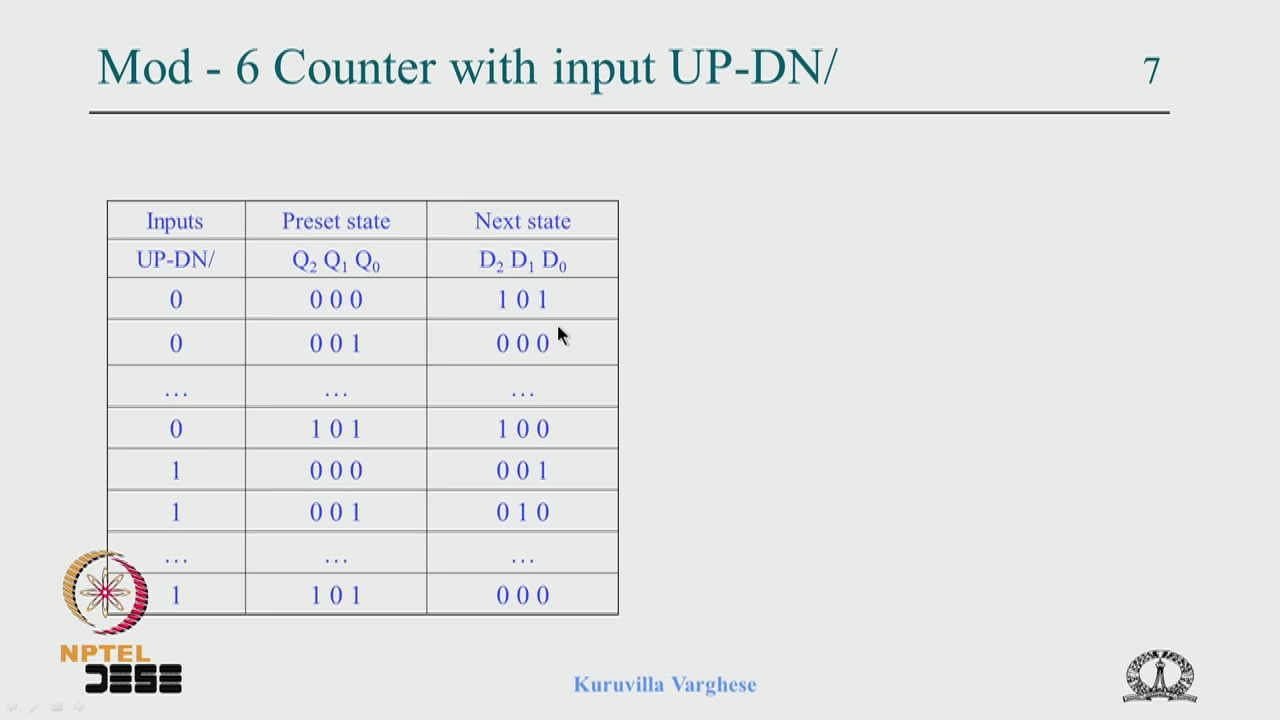 Mod - 6 Counter with input UP-DN/ 7
Inputs Preset state Next state
UP-DN/ Q₂ Q₁ Q₀ D₂ D₁ D₀
0 0 0 0 1 0 1
0 0 0 1 0 0 0
... ... ...
0 1 0 1 1 0 0
1 0 0 0 0 0 1
1 0 0 1 0 1 0
... ... ...
1 1 0 1 0 0 0
NPTEL
DESE
Kuruvilla Varghese